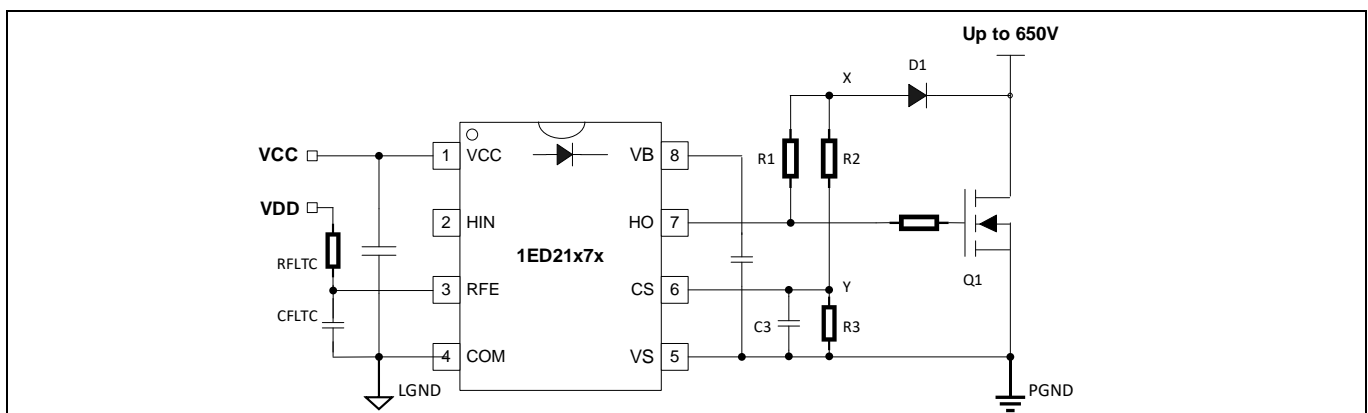 Up to 650V
D1
X
VCC
1
VCC
VB
8
R1
R2
VDD
2
HIN
HO
7
1ED21x7x
RFLTC
3
RFE
CS
6
Y
Q1
CFLTC
C3
R3
4
COM
VS
5
LGND
PGND